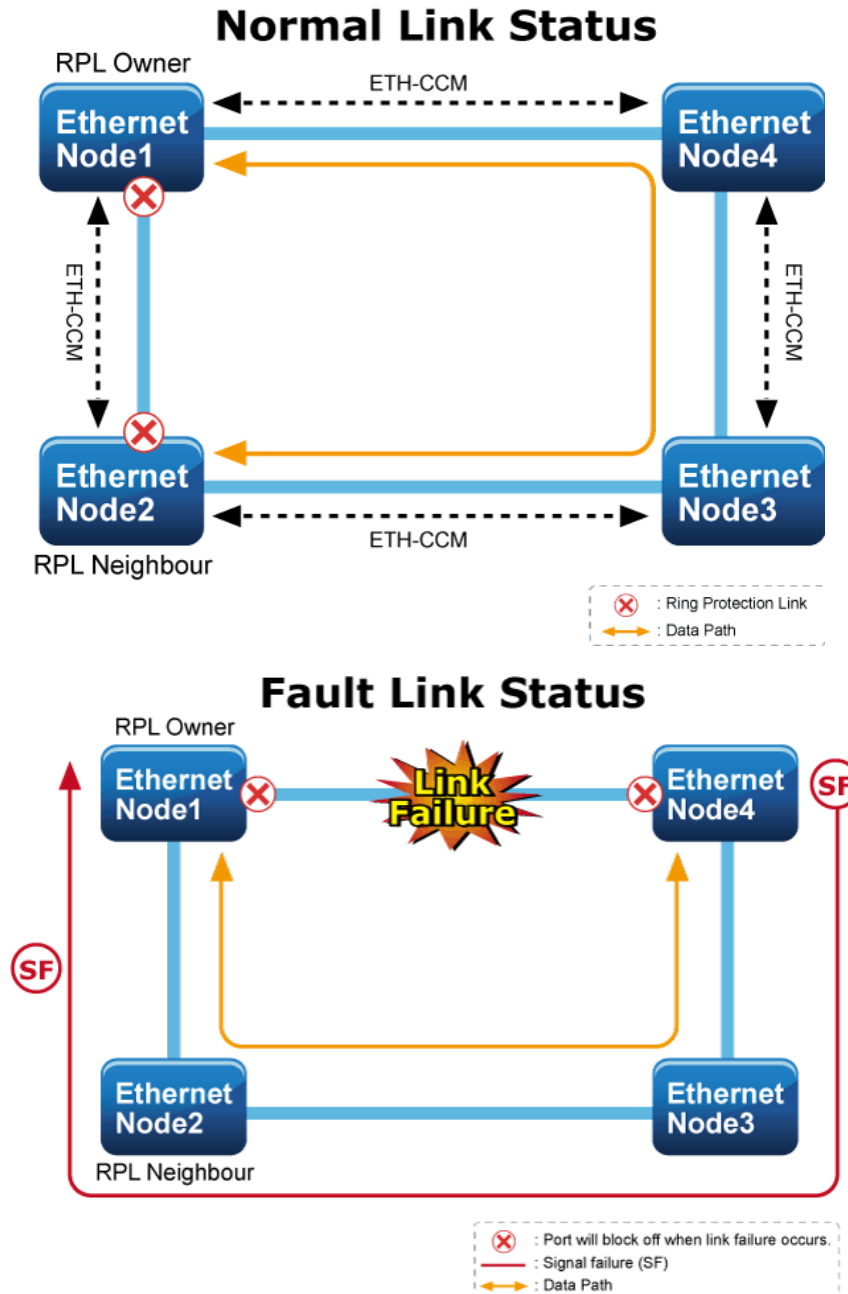 Normal Link Status
RPL Owner
ETH-CCM
Ethernet
Node1
Ethernet
Node4
ETH-CCM
ETH-CCM
Ethernet
Node2
Ethernet
Node3
ETH-CCM
RPL Neighbour
: Ring Protection Link
: Data Path
Fault Link Status
RPL Owner
Ethernet
Node1
Link
Failure
Ethernet
Node4
SF
SF
Ethernet
Node2
Ethernet
Node3
RPL Neighbour
: Port will block off when link failure occurs.
: Signal failure (SF)
: Data Path